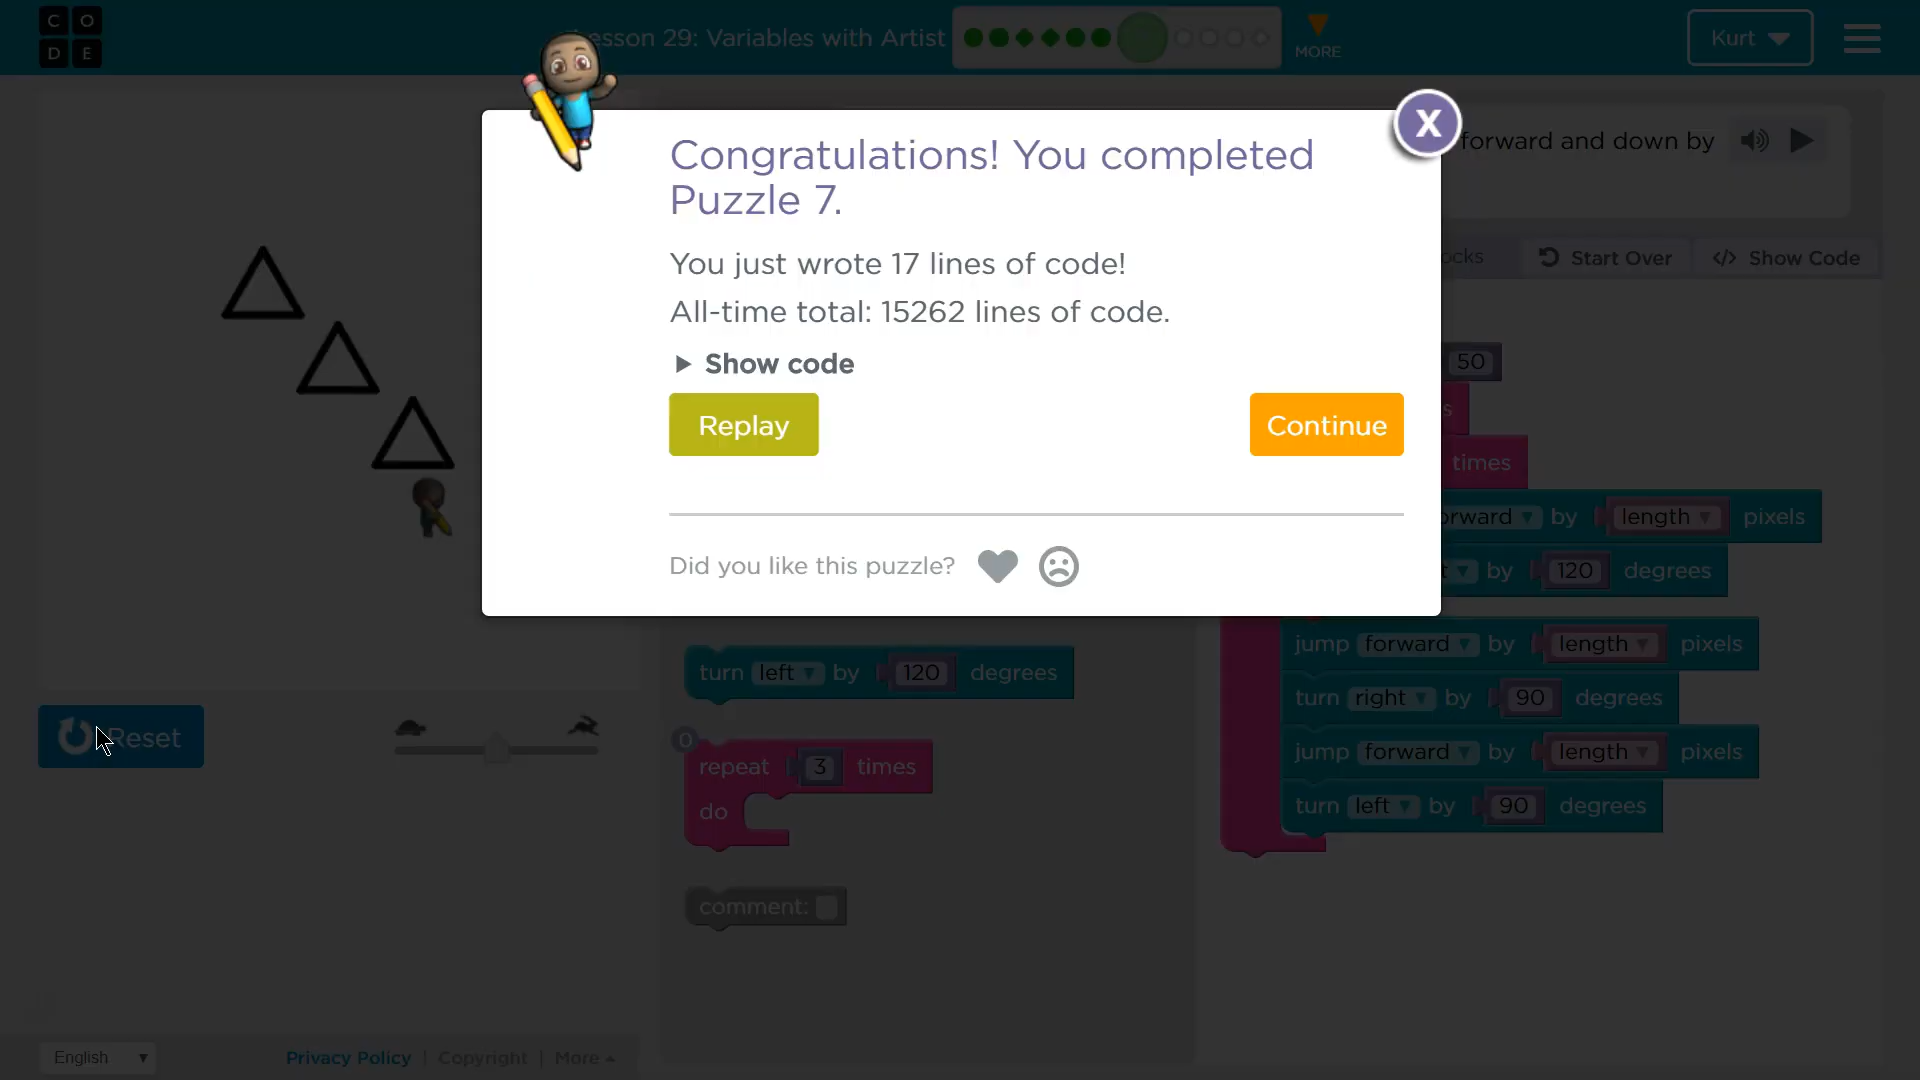 C O
D E
esson 29: Variables with Artist
MORE
Kurt
X
Congratulations! You completed
Puzzle 7.
forward and down by
You just wrote 17 lines of code!
All-time total: 15262 lines of code.
ocks
Start Over
</> Show Code
Show code
50
s
Replay
Continue
times
orward by length pixels
Did you like this puzzle?
t by 120 degrees
jump forward by length pixels
turn left by 120 degrees
turn right by 90 degrees
Reset
0
repeat 3 times
do
jump forward by length pixels
turn left by 90 degrees
comment:
English
Privacy Policy | Copyright | More